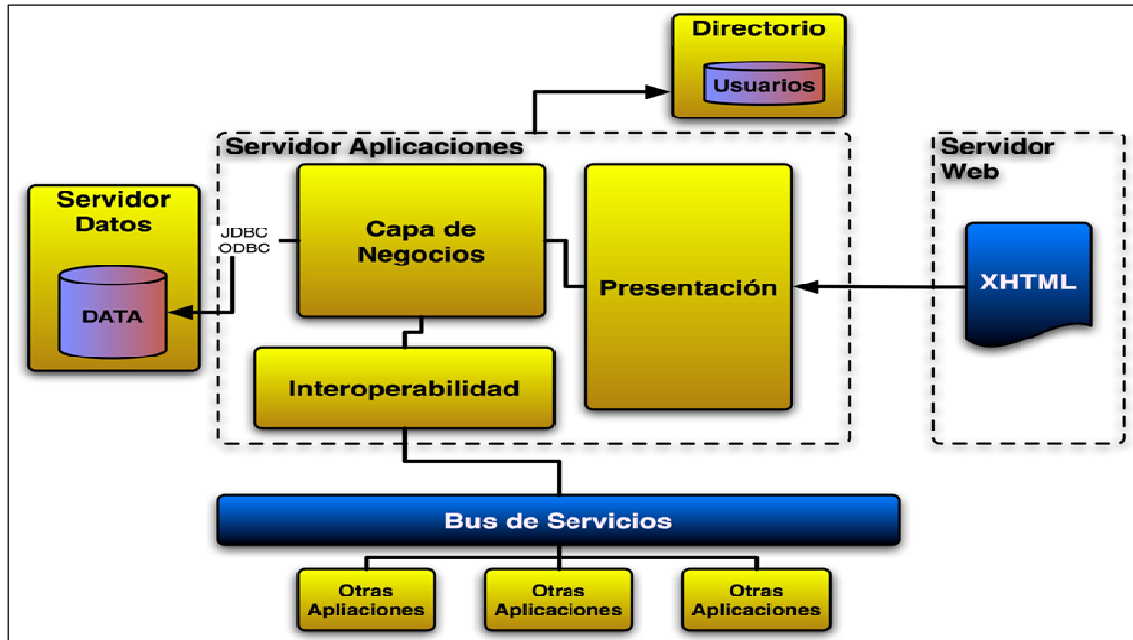 Directorio
Usuarios
Servidor Aplicaciones
Servidor
Web
Servidor
Datos
JDBC
ODBC
Capa de
Negocios
Presentación
XHTML
DATA
Interoperabilidad
Bus de Servicios
Otras
Apliaciones
Otras
Aplicaciones
Otras
Aplicaciones